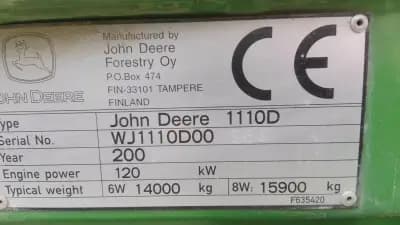 Manufactured by
John Deere
Forestry Oy
P.O.Box 474
FIN-33101 TAMPERE
FINLAND
JOHN DEERE
CE
Type John Deere 1110D
Serial No. WJ1110D00
Year 200
Engine power 120 kW
Typical weight 6W 14000 kg 8W: 15900 kg
F635420